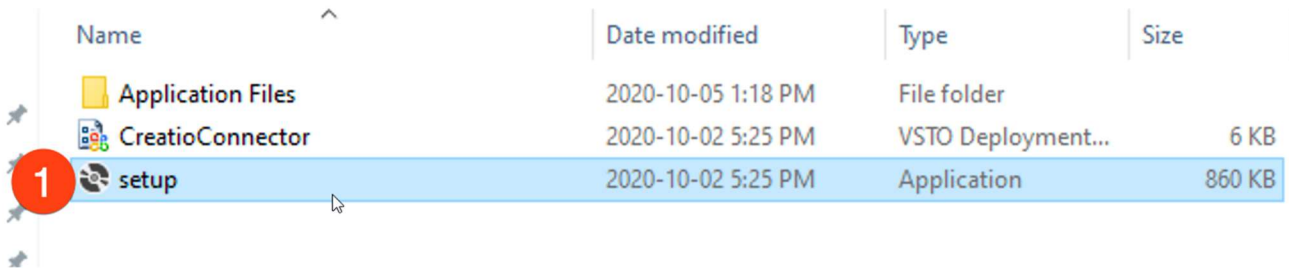 Name Date modified Type Size
Application Files 2020-10-05 1:18 PM File folder
CreatioConnector 2020-10-02 5:25 PM VSTO Deployment... 6 KB
1 setup 2020-10-02 5:25 PM Application 860 KB